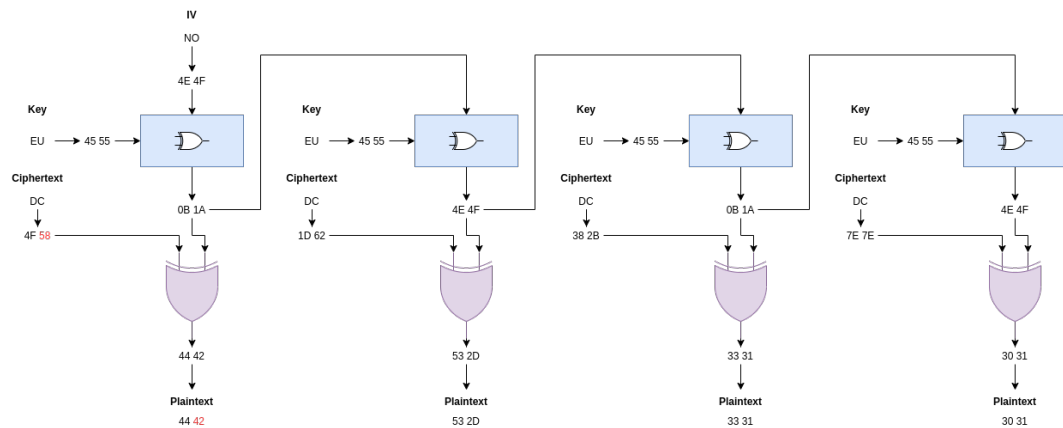 IV
NO
4E 4F
Key
EU
45 55
Ciphertext
DC
0B 1A
4F 58
44 42
Plaintext
44 42
Key
EU
45 55
Ciphertext
DC
4E 4F
1D 62
53 2D
Plaintext
53 2D
Key
EU
45 55
Ciphertext
DC
0B 1A
38 2B
33 31
Plaintext
33 31
Key
EU
45 55
Ciphertext
DC
4E 4F
7E 7E
30 31
Plaintext
30 31